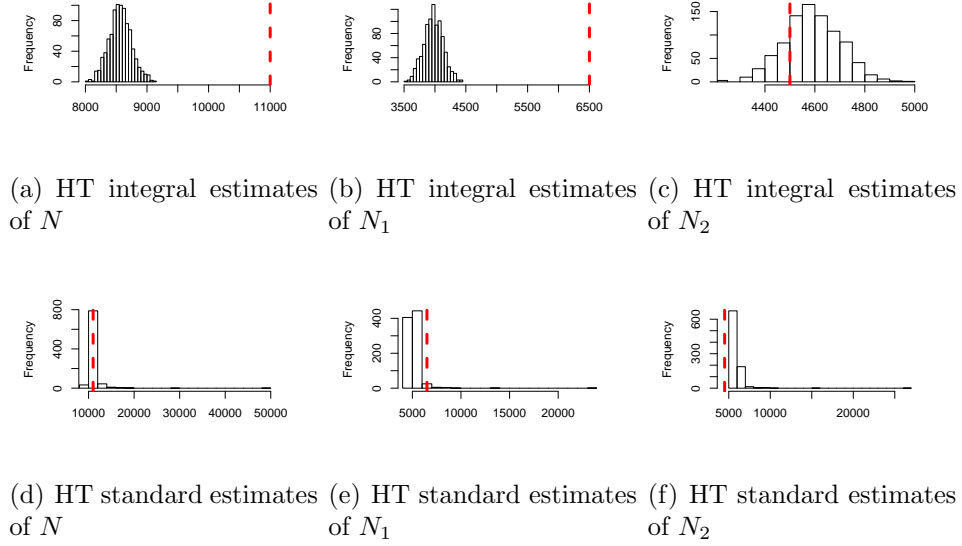 Frequency
0 40 80
8000 9000 10000 11000
Frequency
0 40 100
3500 4500 5500 6500
Frequency
0 50 150
4400 4600 4800 5000
(a) HT integral estimates
of N
(b) HT integral estimates
of N₁
(c) HT integral estimates
of N₂
Frequency
0 400 800
10000 20000 30000 40000 50000
Frequency
0 200 400
5000 10000 15000 20000
Frequency
0 300 600
5000 10000 20000
(d) HT standard estimates
of N
(e) HT standard estimates
of N₁
(f) HT standard estimates
of N₂